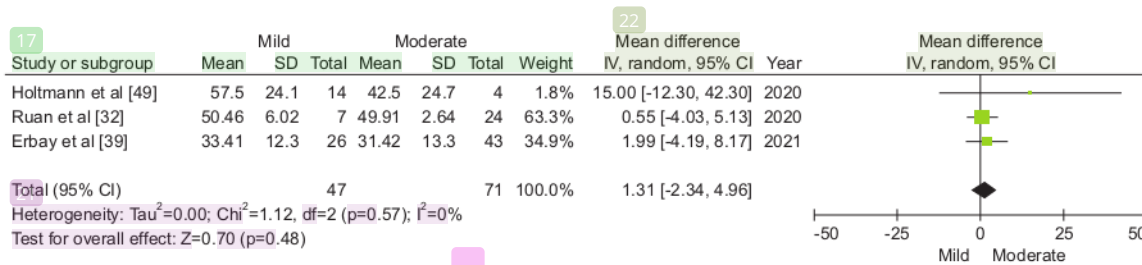 22
17 Mild Moderate Mean difference Mean difference
Study or subgroup Mean SD Total Mean SD Total Weight IV, random, 95% CI Year IV, random, 95% CI
Holtmann et al [49] 57.5 24.1 14 42.5 24.7 4 1.8% 15.00 [-12.30, 42.30] 2020
Ruan et al [32] 50.46 6.02 7 49.91 2.64 24 63.3% 0.55 [-4.03, 5.13] 2020
Erbay et al [39] 33.41 12.3 26 31.42 13.3 43 34.9% 1.99 [-4.19, 8.17] 2021
Total (95% CI) 47 71 100.0% 1.31 [-2.34, 4.96]
Heterogeneity: Tau²=0.00; Chi²=1.12, df=2 (p=0.57); I²=0%
Test for overall effect: Z=0.70 (p=0.48)
-50 -25 0 25 50
Mild Moderate